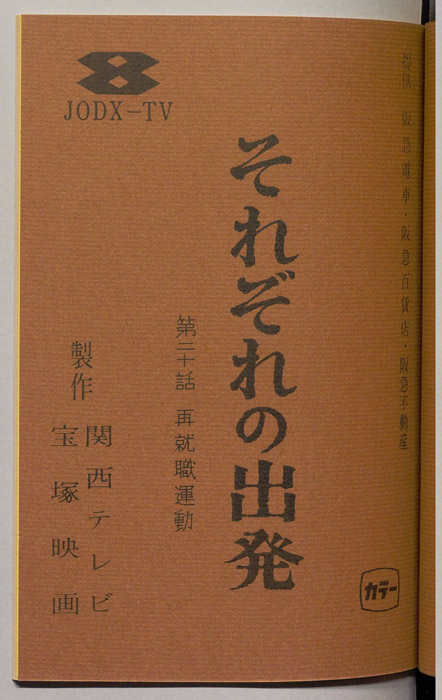 提供 阪急電車・阪急百貨店・阪急不動産
カラー
それぞれの出発
第二十話 再就職運動
8
JODX-TV
製作 関西テレビ
宝塚映画